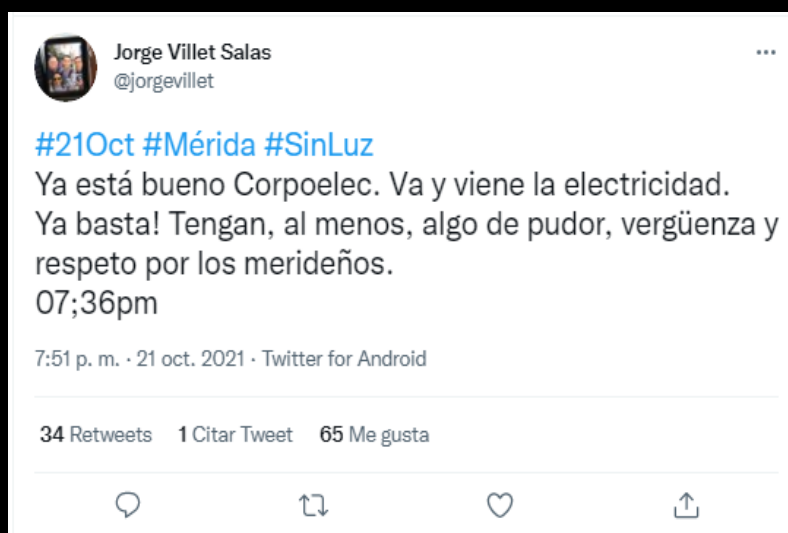 Jorge Villet Salas
@jorgevillet
#21Oct #Mérida #SinLuz
Ya está bueno Corpoelec. Va y viene la electricidad.
Ya basta! Tengan, al menos, algo de pudor, vergüenza y
respeto por los merideños.
07;36pm
7:51 p. m. · 21 oct. 2021 · Twitter for Android
34 Retweets 1 Citar Tweet 65 Me gusta